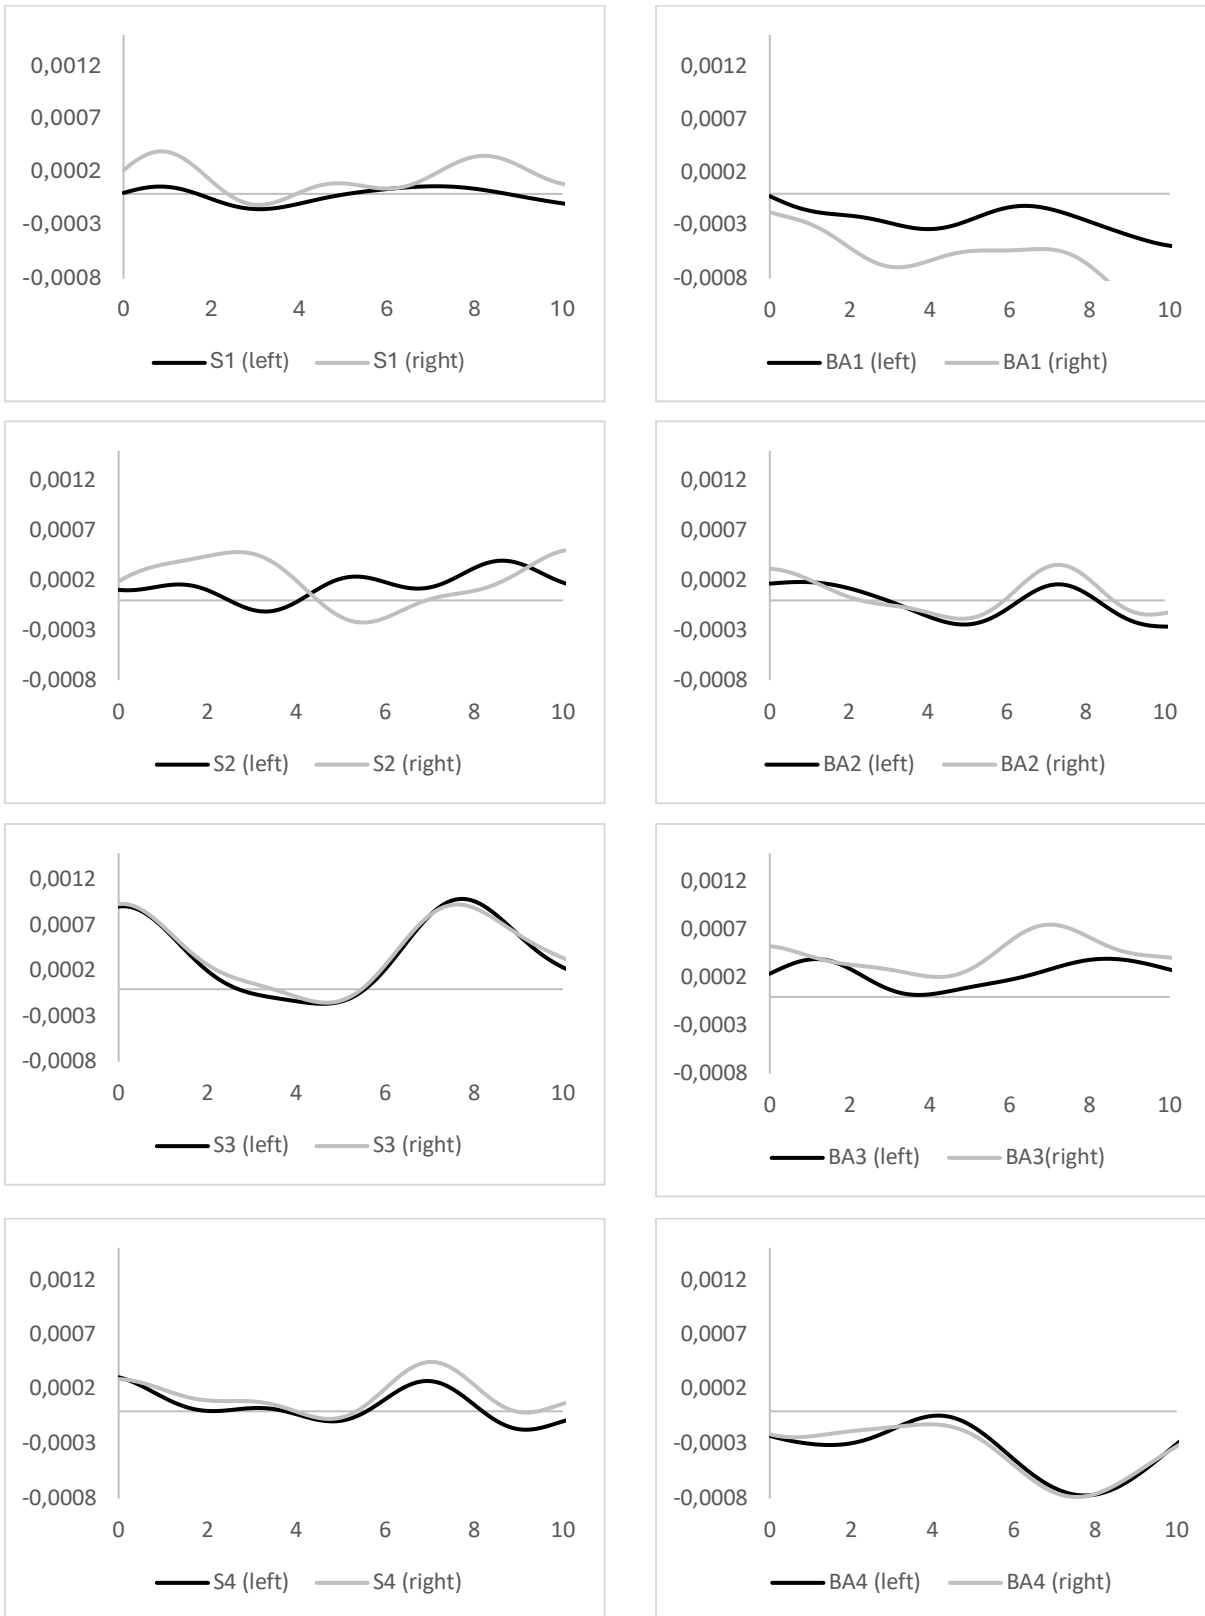 0,0012
0,0007
0,0002
-0,0003
-0,0008
0 2 4 6 8 10
S1 (left) S1 (right)
0,0012
0,0007
0,0002
-0,0003
-0,0008
0 2 4 6 8 10
BA1 (left) BA1 (right)
0,0012
0,0007
0,0002
-0,0003
-0,0008
0 2 4 6 8 10
S2 (left) S2 (right)
0,0012
0,0007
0,0002
-0,0003
-0,0008
0 2 4 6 8 10
BA2 (left) BA2 (right)
0,0012
0,0007
0,0002
-0,0003
-0,0008
0 2 4 6 8 10
S3 (left) S3 (right)
0,0012
0,0007
0,0002
-0,0003
-0,0008
0 2 4 6 8 10
BA3 (left) BA3(right)
0,0012
0,0007
0,0002
-0,0003
-0,0008
0 2 4 6 8 10
S4 (left) S4 (right)
0,0012
0,0007
0,0002
-0,0003
-0,0008
0 2 4 6 8 10
BA4 (left) BA4 (right)